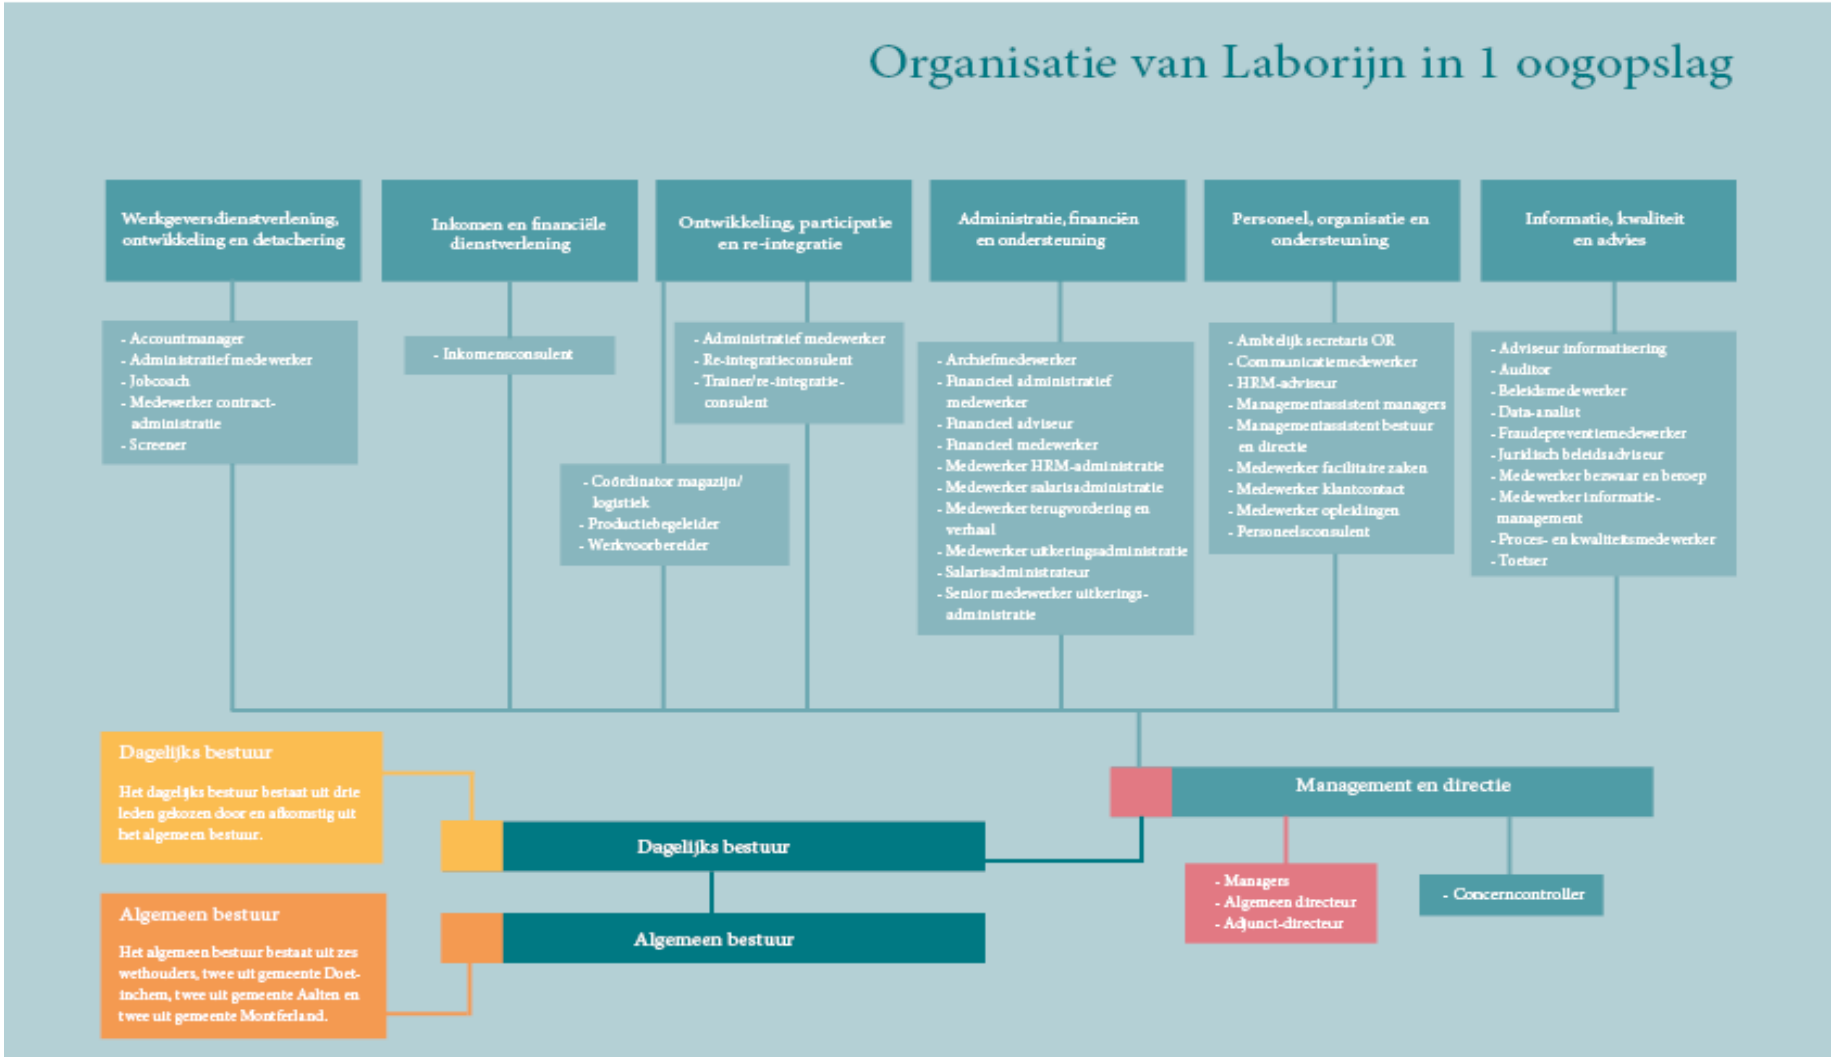 Organisatie van Laborijn in 1 oogopslag
Werkgeversdienstverlening,
ontwikkeling en detachering
- Accountmanager
- Administratief medewerker
- Jobcoach
- Medewerker contract-
administratie
- Screener
Inkomen en financiële
dienstverlening
- Inkomensconsulent
Ontwikkeling, participatie
en re-integratie
- Administratief medewerker
- Re-integratieconsulent
- Trainer/re-integratie-
consulent
- Coördinator magazijn/
logistiek
- Productiebegeleider
- Werkvoorbereider
Administratie, financiën
en ondersteuning
- Archiefmedewerker
- Financieel administratief
medewerker
- Financieel adviseur
- Financieel medewerker
- Medewerker HRM-administratie
- Medewerker salarisadministratie
- Medewerker terugvordering en
verhaal
- Medewerker uitkeringsadministratie
- Salarisadministrateur
- Senior medewerker uitkerings-
administratie
Personeel, organisatie en
ondersteuning
- Ambtelijk secretaris OR
- Communicatiemedewerker
- HRM-adviseur
- Managementassistent managers
- Managementassistent bestuur
en directie
- Medewerker facilitaire zaken
- Medewerker klantcontact
- Medewerker opleidingen
- Personeelsconsulent
Informatie, kwaliteit
en advies
- Adviseur informatisering
- Auditor
- Beleidsmedewerker
- Data-analist
- Fraudepreventiemedewerker
- Juridisch beleidsadviseur
- Medewerker bezwaar en beroep
- Medewerker informatie-
management
- Proces- en kwaliteitsmedewerker
- Toetser
Dagelijks bestuur
Het dagelijks bestuur bestaat uit drie
leden gekozen door en afkomstig uit
het algemeen bestuur.
Algemeen bestuur
Het algemeen bestuur bestaat uit zes
wethouders, twee uit gemeente Doet-
inchem, twee uit gemeente Aalten en
twee uit gemeente Montferland.
Dagelijks bestuur
Algemeen bestuur
Management en directie
- Managers
- Algemeen directeur
- Adjunct-directeur
- Concerncontroller